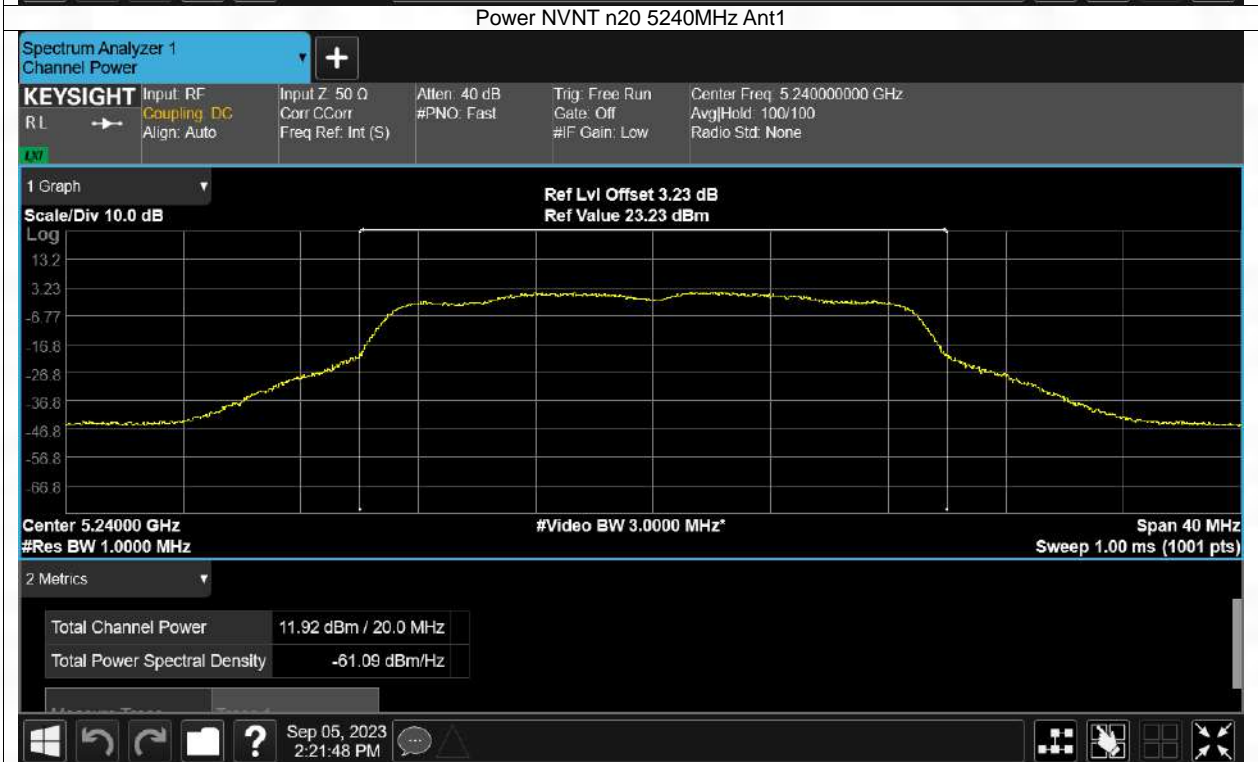 Power NVNT n20 5240MHz Ant1
Spectrum Analyzer 1
Channel Power
+
KEYSIGHT
RL
LXI
Input: RF
Coupling: DC
Align: Auto
Input Z: 50 Ω
Corr CCorr
Freq Ref: Int (S)
Atten: 40 dB
#PNO: Fast
Trig: Free Run
Gate: Off
#IF Gain: Low
Center Freq: 5.240000000 GHz
Avg|Hold: 100/100
Radio Std: None
1 Graph
Scale/Div 10.0 dB
Ref Lvl Offset 3.23 dB
Ref Value 23.23 dBm
Log
13.2
3.23
-6.77
-16.8
-26.8
-36.8
-46.8
-56.8
-66.8
Center 5.24000 GHz
#Res BW 1.0000 MHz
#Video BW 3.0000 MHz*
Span 40 MHz
Sweep 1.00 ms (1001 pts)
2 Metrics
Total Channel Power 11.92 dBm / 20.0 MHz
Total Power Spectral Density -61.09 dBm/Hz
?
Sep 05, 2023
2:21:48 PM